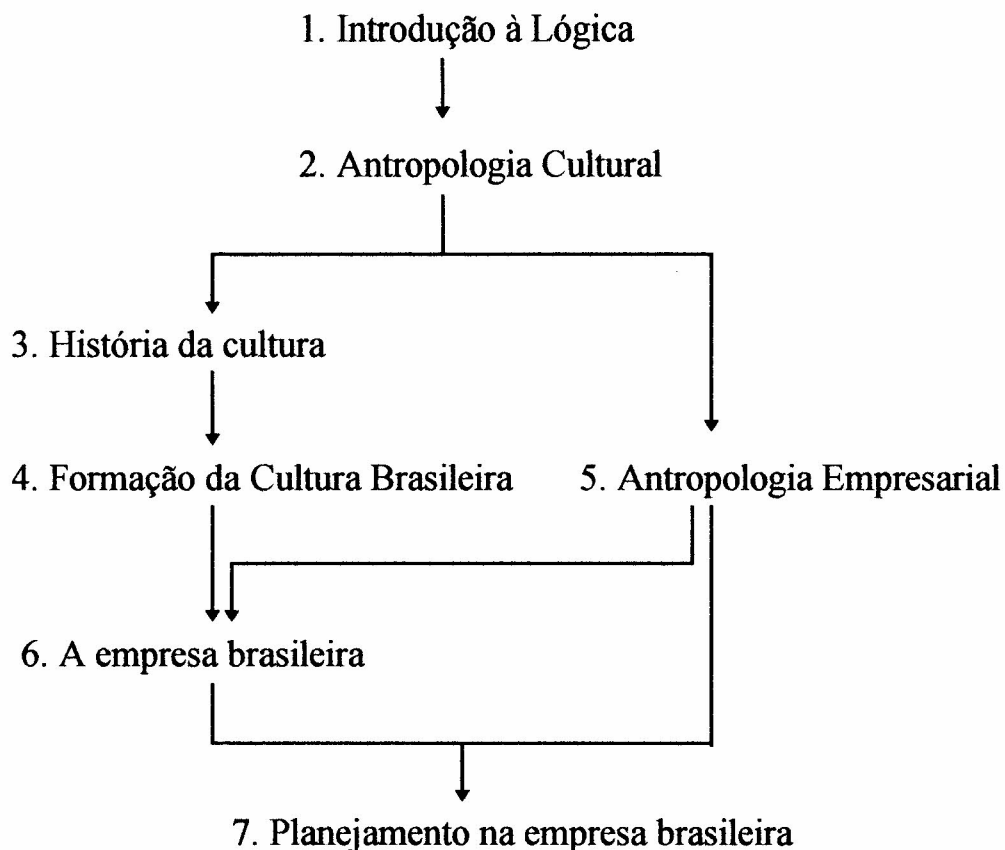 1. Introdução à Lógica
2. Antropologia Cultural
3. História da cultura
4. Formação da Cultura Brasileira
5. Antropologia Empresarial
6. A empresa brasileira
7. Planejamento na empresa brasileira